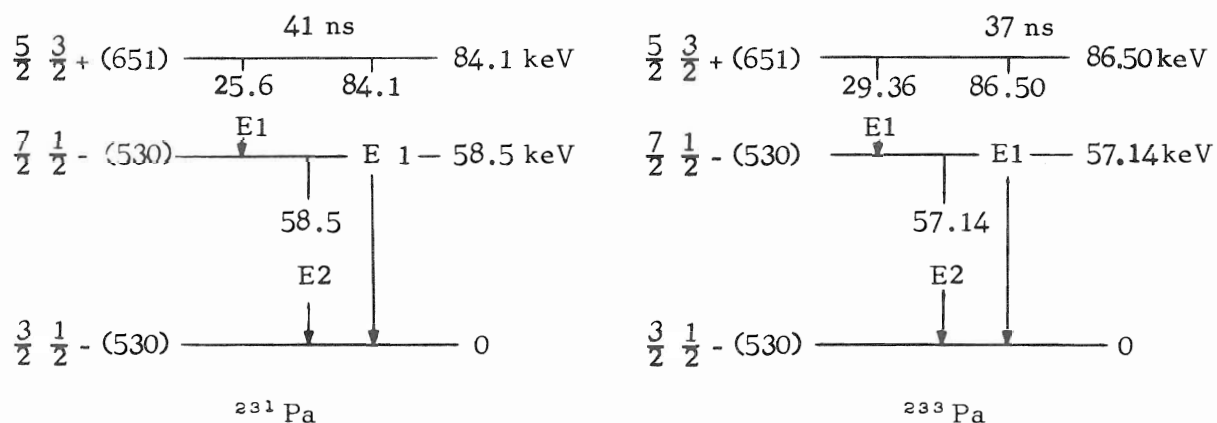 41 ns
5/2 3/2 + (651) 84.1 keV
25.6 84.1
E1
7/2 1/2 - (530) E 1 58.5 keV
58.5
E2
3/2 1/2 - (530) 0
²³¹Pa
37 ns
5/2 3/2 + (651) 86.50 keV
29.36 86.50
E1
7/2 1/2 - (530) E1 57.14 keV
57.14
E2
3/2 1/2 - (530) 0
²³³Pa